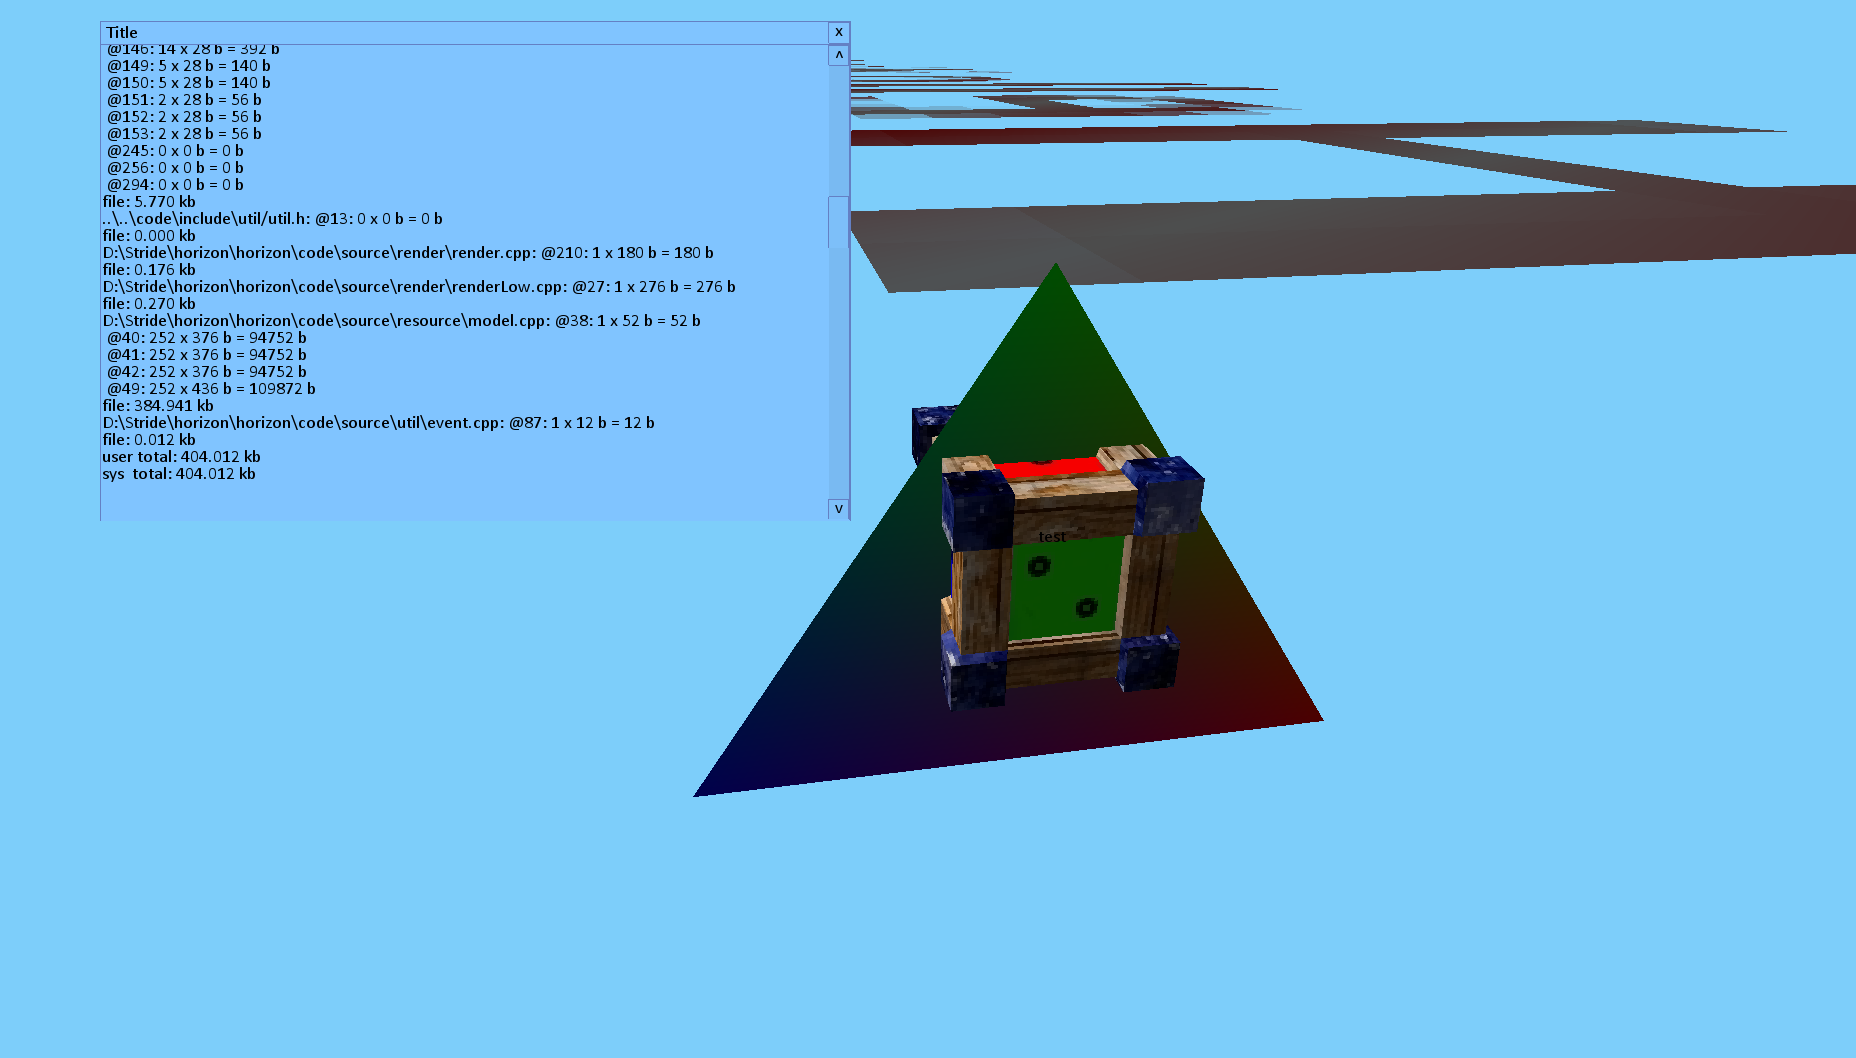 Title
x
@146: 14 x 28 b = 392 b
^
@149: 5 x 28 b = 140 b
@150: 5 x 28 b = 140 b
@151: 2 x 28 b = 56 b
@152: 2 x 28 b = 56 b
@153: 2 x 28 b = 56 b
@245: 0 x 0 b = 0 b
@256: 0 x 0 b = 0 b
@294: 0 x 0 b = 0 b
file: 5.770 kb
..\..\code\include\util/util.h: @13: 0 x 0 b = 0 b
file: 0.000 kb
D:\Stride\horizon\horizon\code\source\render\render.cpp: @210: 1 x 180 b = 180 b
file: 0.176 kb
D:\Stride\horizon\horizon\code\source\render\renderLow.cpp: @27: 1 x 276 b = 276 b
file: 0.270 kb
D:\Stride\horizon\horizon\code\source\resource\model.cpp: @38: 1 x 52 b = 52 b
@40: 252 x 376 b = 94752 b
@41: 252 x 376 b = 94752 b
@42: 252 x 376 b = 94752 b
@49: 252 x 436 b = 109872 b
file: 384.941 kb
D:\Stride\horizon\horizon\code\source\util\event.cpp: @87: 1 x 12 b = 12 b
file: 0.012 kb
user total: 404.012 kb
sys  total: 404.012 kb
v
test